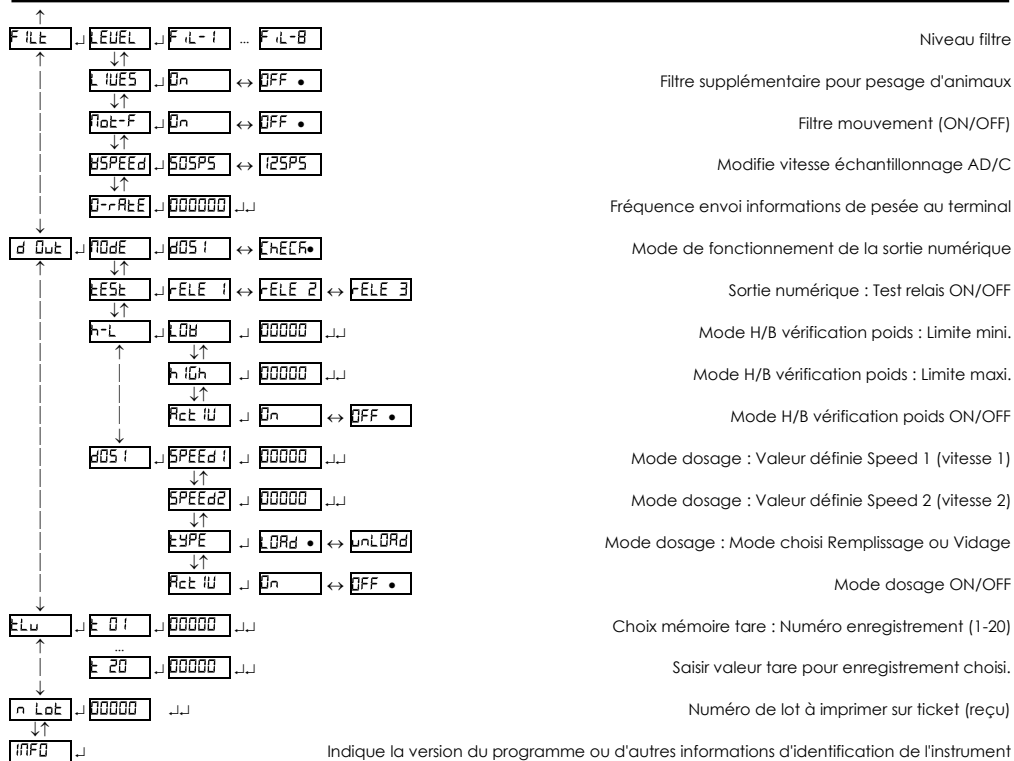 ↑
FILt ↵ LEVEL ↵ FiL-1 ... FiL-8 Niveau filtre
↓↑
LIVES ↵ On ↔ OFF • Filtre supplémentaire pour pesage d'animaux
↓↑
Mot-F ↵ On ↔ OFF • Filtre mouvement (ON/OFF)
↓↑
WSPEEd ↵ 50SPS ↔ 12SPS Modifie vitesse échantillonnage AD/C
↓↑
O-rAtE ↵ 000000 ↵↵ Fréquence envoi informations de pesée au terminal
d Out ↵ MOdE ↵ dOS1 ↔ ChECK• Mode de fonctionnement de la sortie numérique
↓↑
tESt ↵ rELE 1 ↔ rELE 2 ↔ rELE 3 Sortie numérique : Test relais ON/OFF
↓↑
h-L ↵ LOW ↵ 00000 ↵↵ Mode H/B vérification poids : Limite mini.
↓↑
hIGh ↵ 00000 ↵↵ Mode H/B vérification poids : Limite maxi.
↓↑
ActIV ↵ On ↔ OFF • Mode H/B vérification poids ON/OFF
dOS1 ↵ SPEEd1 ↵ 00000 ↵↵ Mode dosage : Valeur définie Speed 1 (vitesse 1)
↓↑
SPEEd2 ↵ 00000 ↵↵ Mode dosage : Valeur définie Speed 2 (vitesse 2)
↓↑
tYPE ↵ LOAd • ↔ unLOAd Mode dosage : Mode choisi Remplissage ou Vidage
↓↑
ActIV ↵ On ↔ OFF • Mode dosage ON/OFF
tLu ↵ t 01 ↵ 00000 ↵↵ Choix mémoire tare : Numéro enregistrement (1-20)
...
t 20 ↵ 00000 ↵↵ Saisir valeur tare pour enregistrement choisi.
n Lot ↵ 00000 ↵↵ Numéro de lot à imprimer sur ticket (reçu)
↓↑
INFO ↵ Indique la version du programme ou d'autres informations d'identification de l'instrument